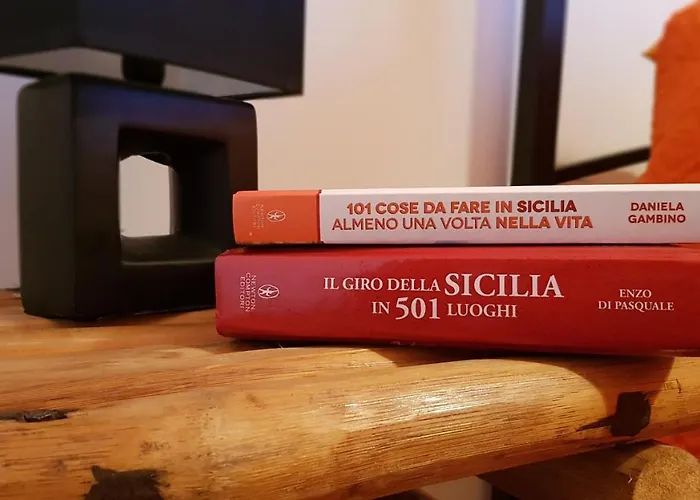 101 COSE DA FARE IN SICILIA
ALMENO UNA VOLTA NELLA VITA
DANIELA
GAMBINO
IL GIRO DELLA SICILIA
IN 501 LUOGHI
ENZO
DI PASQUALE
NEWTON
COMPTON
EDITORI